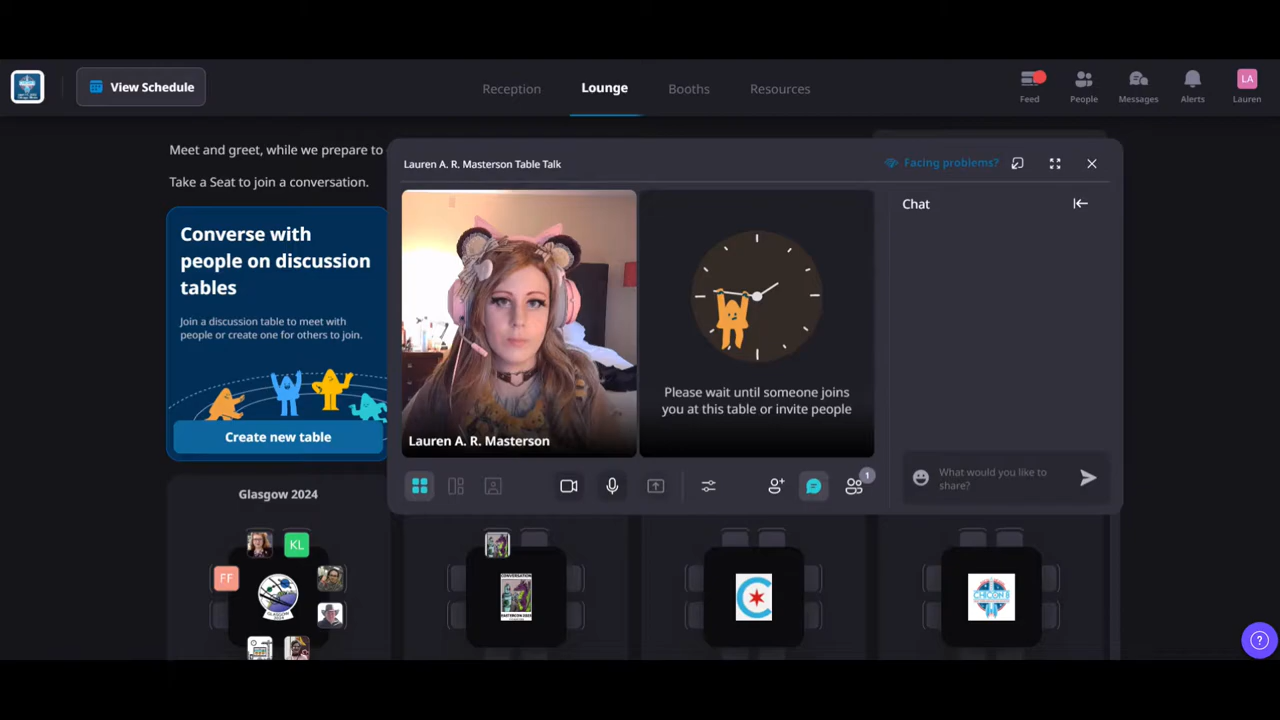 View Schedule
Reception
Lounge
Booths
Resources
Feed
People
Messages
Alerts
LA
Lauren
Meet and greet, while we prepare to
Take a Seat to join a conversation.
Converse with
people on discussion
tables
Join a discussion table to meet with
people or create one for others to join.
Create new table
Lauren A. R. Masterson Table Talk
Facing problems?
Lauren A. R. Masterson
Please wait until someone joins
you at this table or invite people
1
Chat
What would you like to
share?
Glasgow 2024
KL
FF
CONVERSATION
CHICON 8
?